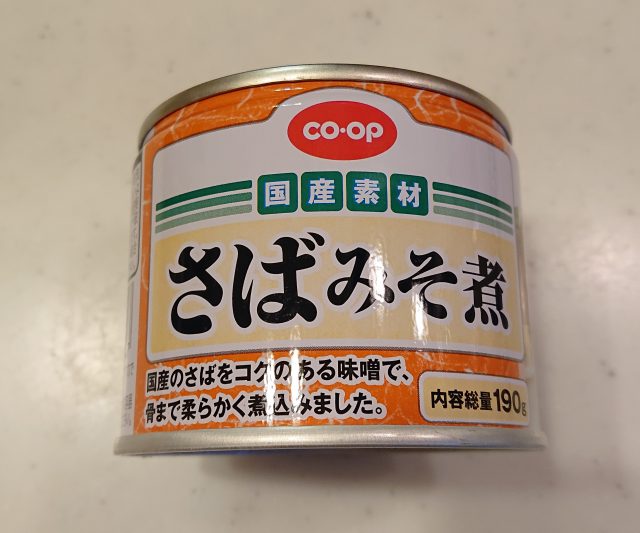 CO·OP
国産素材
さばみそ煮
国産のさばをコクのある味噌で、
骨まで柔らかく煮込みました。
内容総量190g